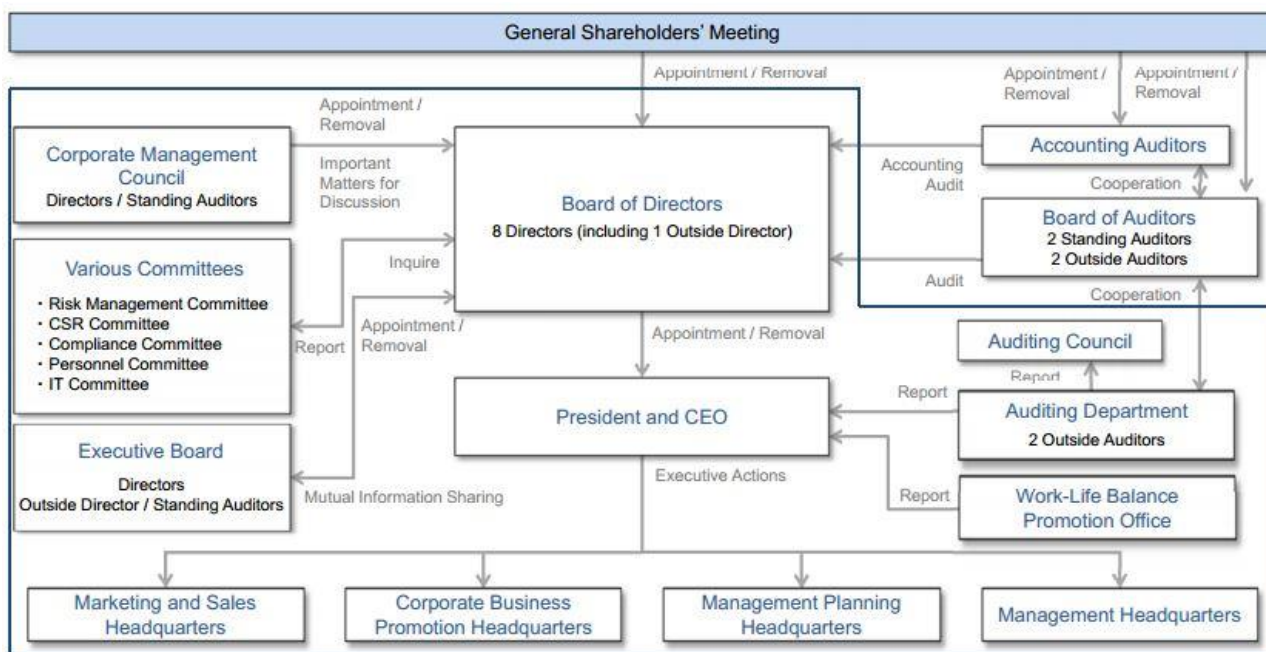 General Shareholders' Meeting
Appointment / Removal
Appointment /
Removal
Appointment /
Removal
Corporate Management
Council
Directors / Standing Auditors
Appointment /
Removal
Important
Matters for
Discussion
Board of Directors
8 Directors (including 1 Outside Director)
Accounting
Audit
Accounting Auditors
Cooperation
Board of Auditors
2 Standing Auditors
2 Outside Auditors
Audit
Cooperation
Various Committees
・Risk Management Committee
・CSR Committee
・Compliance Committee
・Personnel Committee
・IT Committee
Inquire
Report
Appointment /
Removal
Appointment / Removal
Auditing Council
Report
President and CEO
Report
Auditing Department
2 Outside Auditors
Executive Board
Directors
Outside Director / Standing Auditors
Mutual Information Sharing
Executive Actions
Report
Work-Life Balance
Promotion Office
Marketing and Sales
Headquarters
Corporate Business
Promotion Headquarters
Management Planning
Headquarters
Management Headquarters